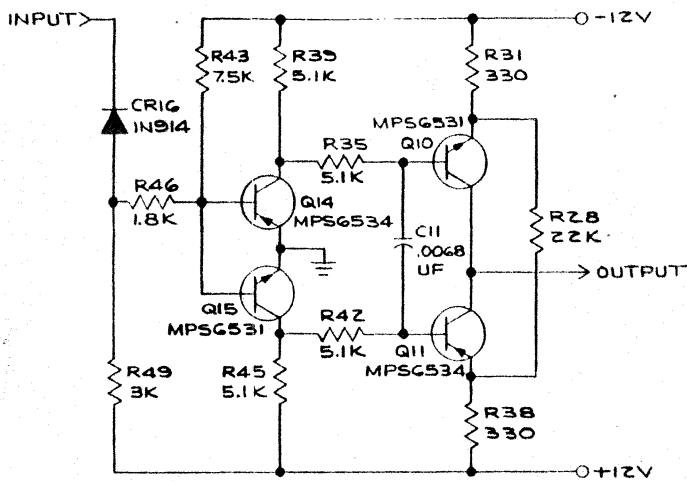 INPUT
-12V
R43
7.5K
R39
5.1K
R31
330
CR16
1N914
MPS6531
Q10
R35
5.1K
R46
1.8K
Q14
MPS6534
C11
.0068
UF
R28
22K
OUTPUT
Q15
MPS6531
R42
5.1K
Q11
MPS6534
R49
3K
R45
5.1K
R38
330
+12V